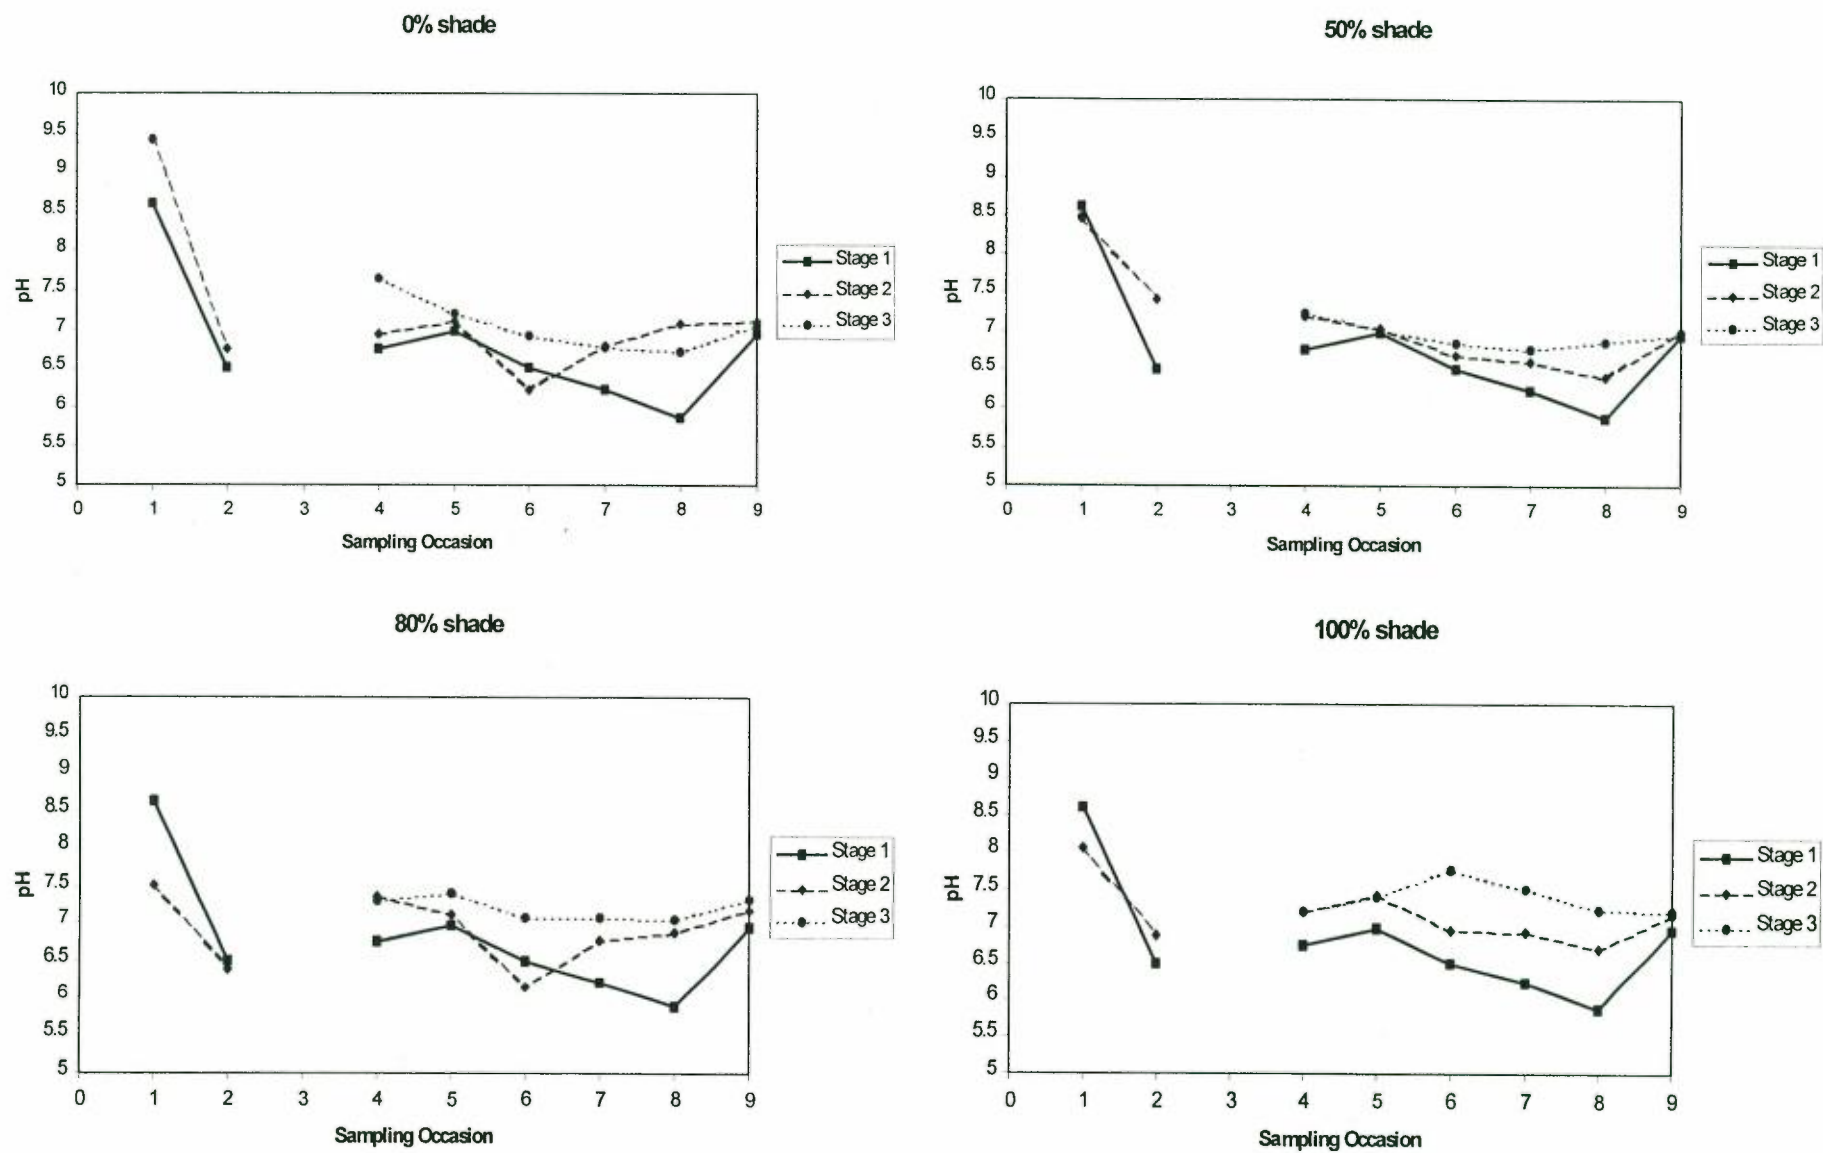 0% shade
10
9.5
9
8.5
8
7.5
7
6.5
6
5.5
5
pH
0 1 2 3 4 5 6 7 8 9
Sampling Occasion
Stage 1
Stage 2
Stage 3
50% shade
10
9.5
9
8.5
8
7.5
7
6.5
6
5.5
5
pH
0 1 2 3 4 5 6 7 8 9
Sampling Occasion
Stage 1
Stage 2
Stage 3
80% shade
10
9.5
9
8.5
8
7.5
7
6.5
6
5.5
5
pH
0 1 2 3 4 5 6 7 8 9
Sampling Occasion
Stage 1
Stage 2
Stage 3
100% shade
10
9.5
9
8.5
8
7.5
7
6.5
6
5.5
5
pH
0 1 2 3 4 5 6 7 8 9
Sampling Occasion
Stage 1
Stage 2
Stage 3